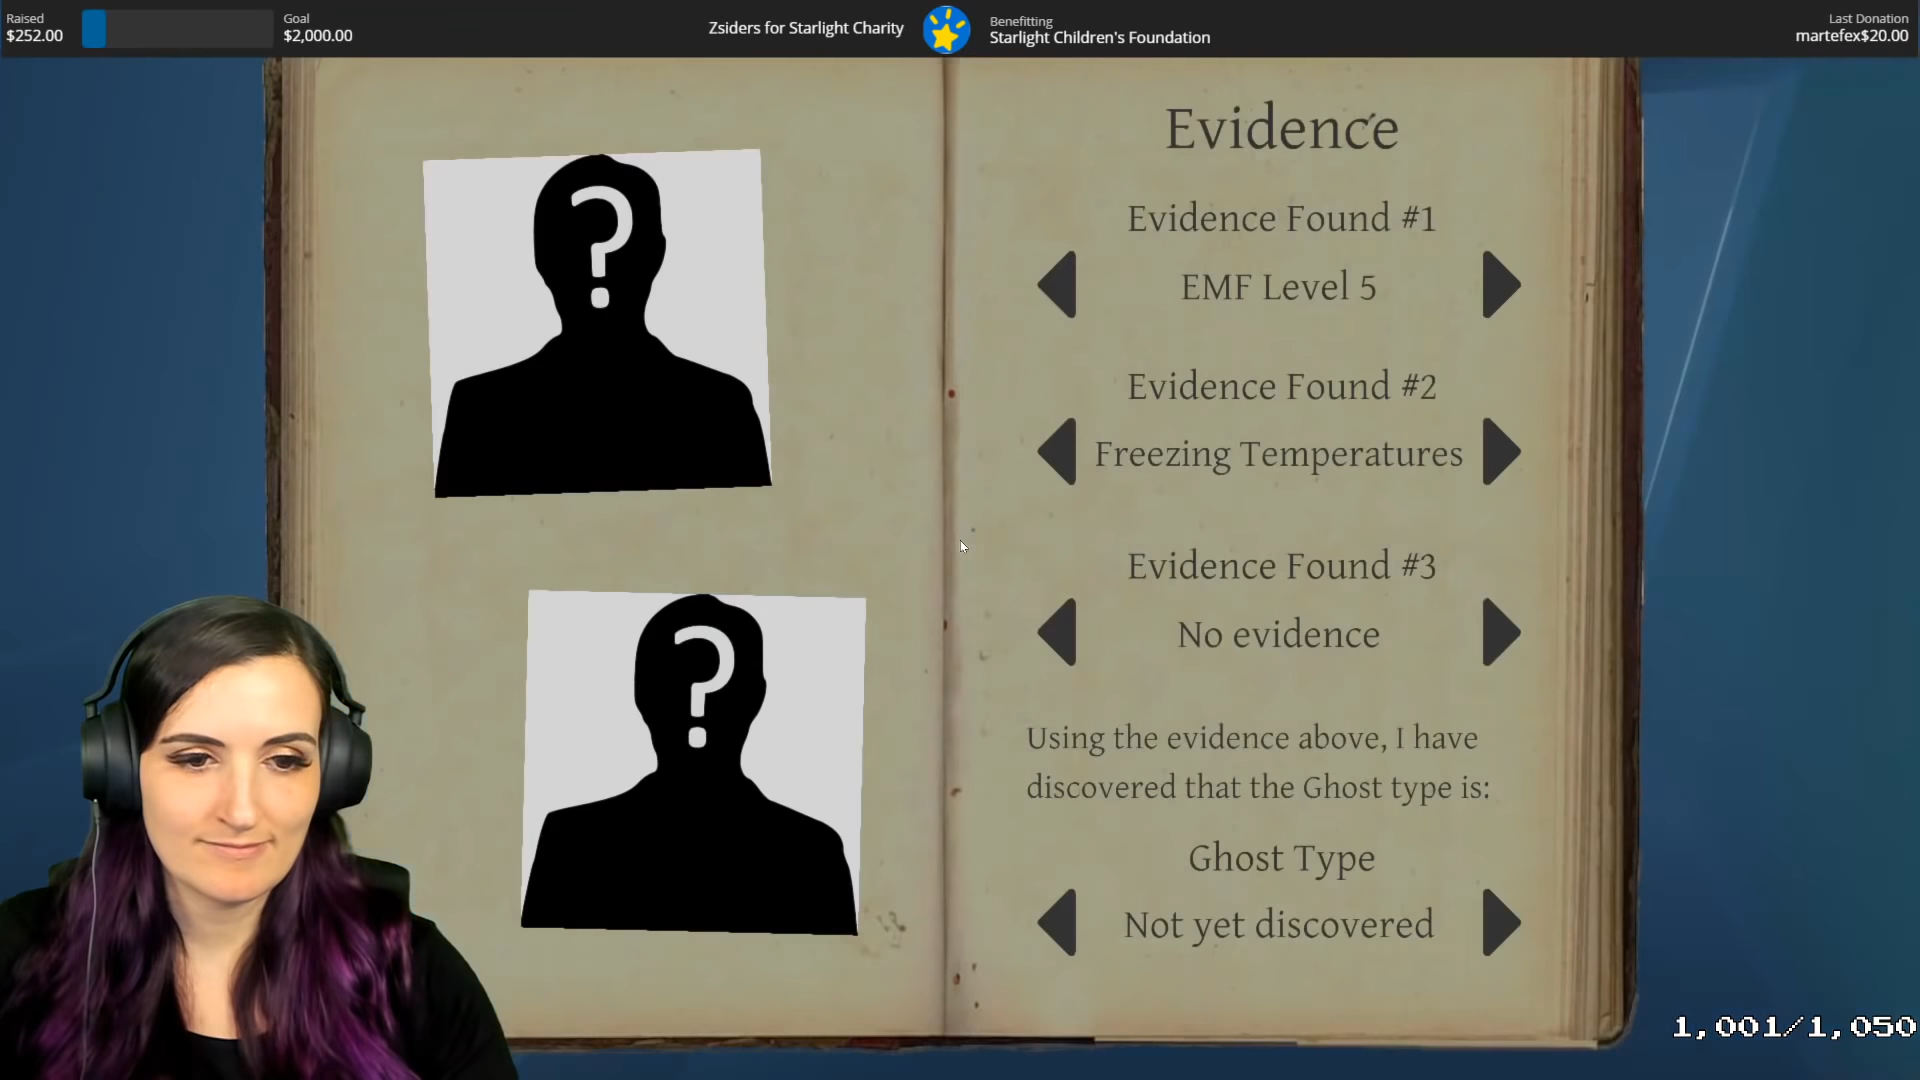 Raised
$252.00
Goal
$2,000.00
Zsiders for Starlight Charity
Benefitting
Starlight Children's Foundation
Last Donation
martefex$20.00
?
?
Evidence
Evidence Found #1
EMF Level 5
Evidence Found #2
Freezing Temperatures
Evidence Found #3
No evidence
Using the evidence above, I have
discovered that the Ghost type is:
Ghost Type
Not yet discovered
1,001/1,050